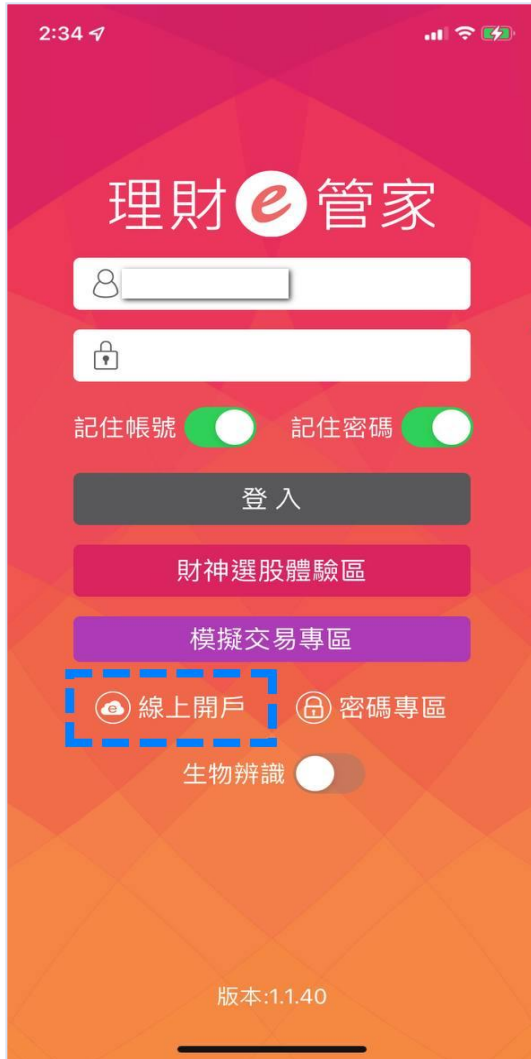 2:34
理財e管家
記住帳號 記住密碼
登入
財神選股體驗區
模擬交易專區
e 線上開戶 密碼專區
生物辨識
版本:1.1.40